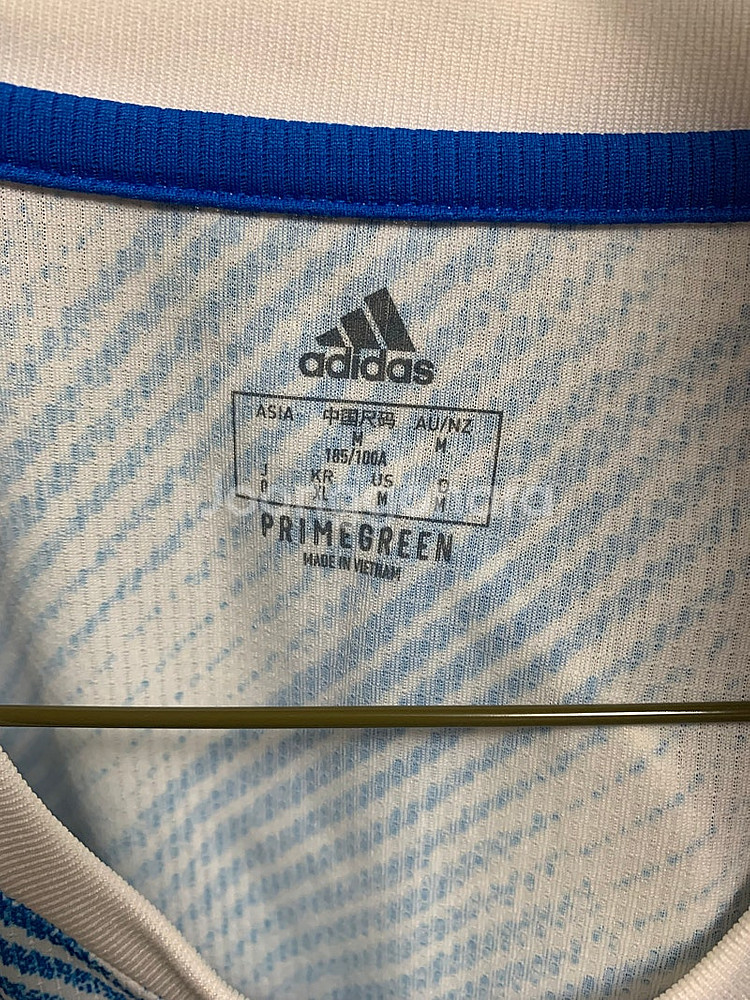 adidas
ASIA 中国尺码 AU/NZ
M M
185/100A
J KR US
XL M M
PRIMEGREEN
MADE IN VIETNAM